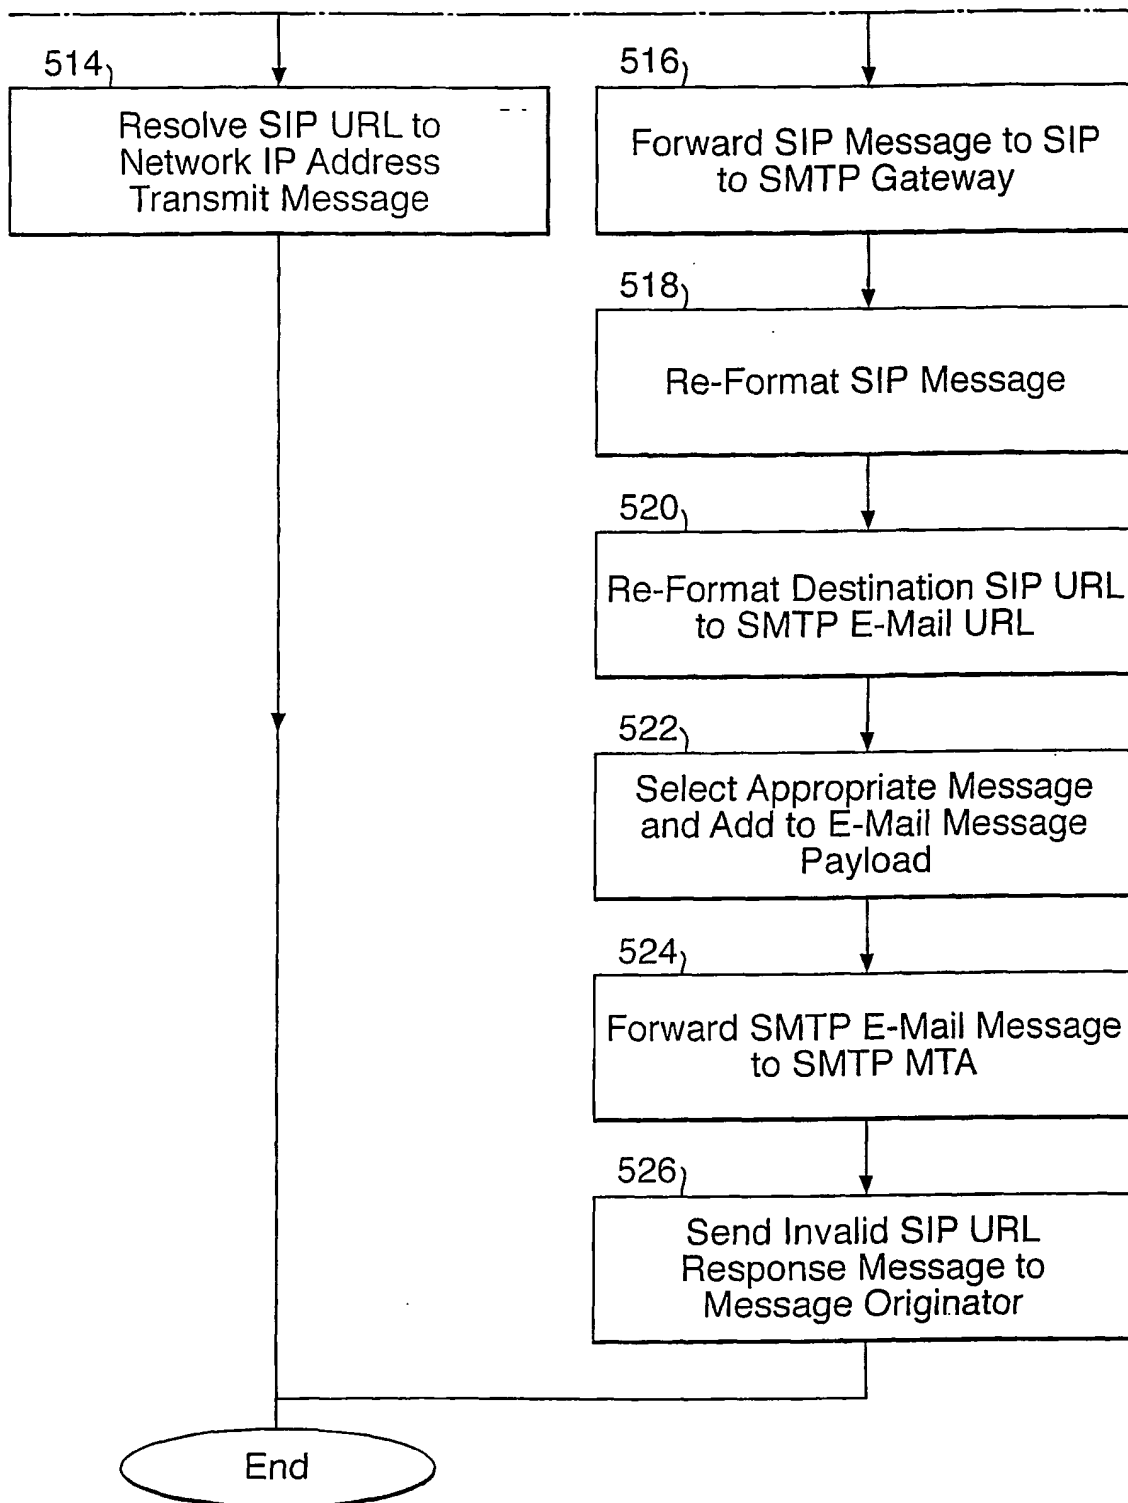 514
Resolve SIP URL to
Network IP Address
Transmit Message
516
Forward SIP Message to SIP
to SMTP Gateway
518
Re-Format SIP Message
520
Re-Format Destination SIP URL
to SMTP E-Mail URL
522
Select Appropriate Message
and Add to E-Mail Message
Payload
524
Forward SMTP E-Mail Message
to SMTP MTA
526
Send Invalid SIP URL
Response Message to
Message Originator
End